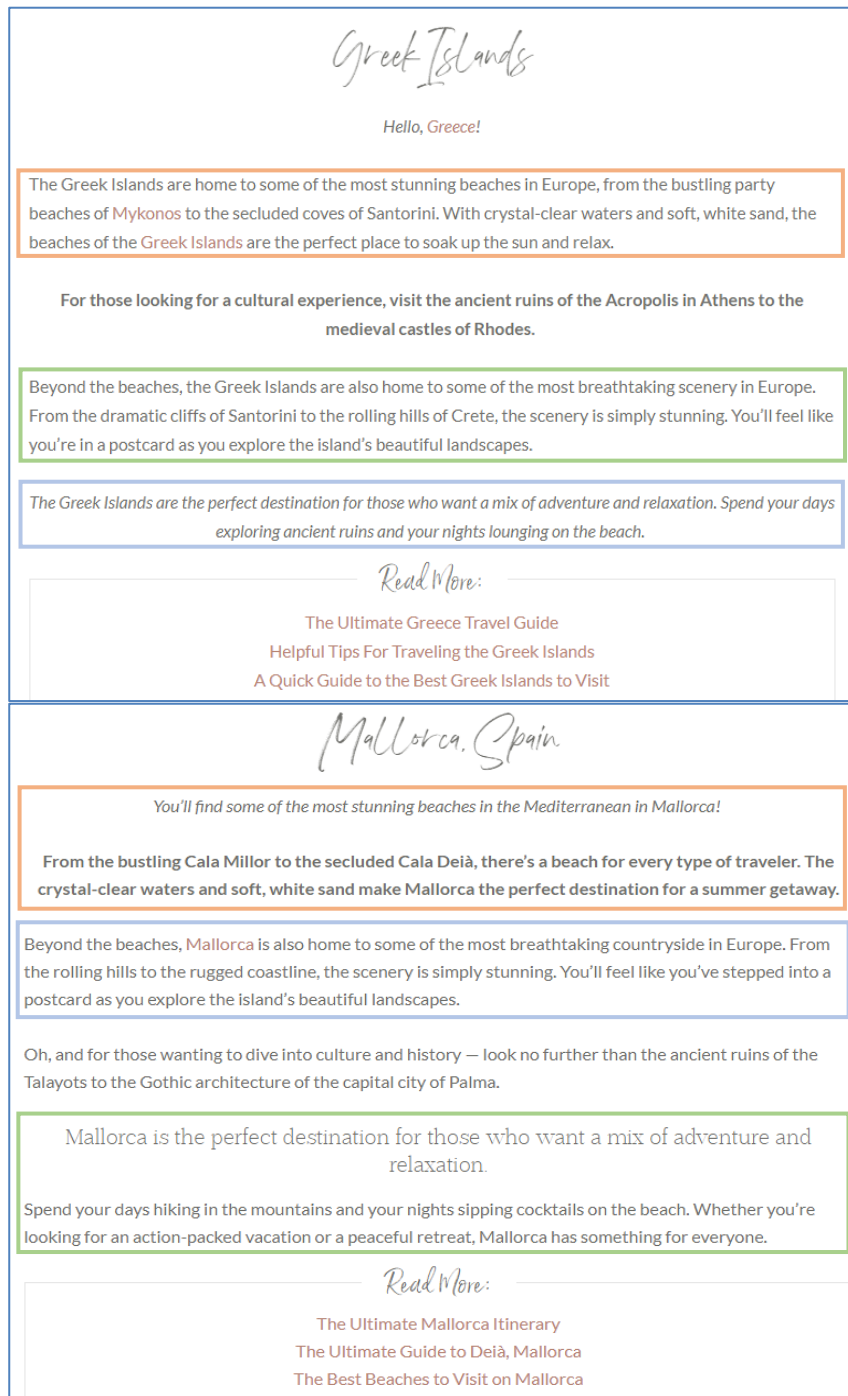 Greek Islands
Hello, Greece!
The Greek Islands are home to some of the most stunning beaches in Europe, from the bustling party
beaches of Mykonos to the secluded coves of Santorini. With crystal-clear waters and soft, white sand, the
beaches of the Greek Islands are the perfect place to soak up the sun and relax.
For those looking for a cultural experience, visit the ancient ruins of the Acropolis in Athens to the
medieval castles of Rhodes.
Beyond the beaches, the Greek Islands are also home to some of the most breathtaking scenery in Europe.
From the dramatic cliffs of Santorini to the rolling hills of Crete, the scenery is simply stunning. You'll feel like
you're in a postcard as you explore the island's beautiful landscapes.
The Greek Islands are the perfect destination for those who want a mix of adventure and relaxation. Spend your days
exploring ancient ruins and your nights lounging on the beach.
Read More:
The Ultimate Greece Travel Guide
Helpful Tips For Traveling the Greek Islands
A Quick Guide to the Best Greek Islands to Visit
Mallorca, Spain
You'll find some of the most stunning beaches in the Mediterranean in Mallorca!
From the bustling Cala Millor to the secluded Cala Deià, there's a beach for every type of traveler. The
crystal-clear waters and soft, white sand make Mallorca the perfect destination for a summer getaway.
Beyond the beaches, Mallorca is also home to some of the most breathtaking countryside in Europe. From
the rolling hills to the rugged coastline, the scenery is simply stunning. You'll feel like you've stepped into a
postcard as you explore the island's beautiful landscapes.
Oh, and for those wanting to dive into culture and history — look no further than the ancient ruins of the
Talayots to the Gothic architecture of the capital city of Palma.
Mallorca is the perfect destination for those who want a mix of adventure and
relaxation.
Spend your days hiking in the mountains and your nights sipping cocktails on the beach. Whether you're
looking for an action-packed vacation or a peaceful retreat, Mallorca has something for everyone.
Read More:
The Ultimate Mallorca Itinerary
The Ultimate Guide to Deià, Mallorca
The Best Beaches to Visit on Mallorca